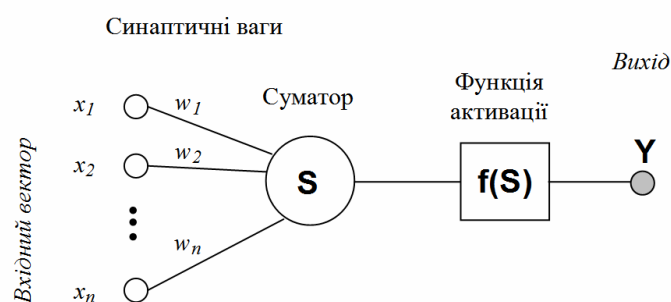 Синаптичні ваги
Вихід
Функція
активації
Суматор
Вхідний вектор
x1
w1
x2
w2
S
f(S)
Y
wn
xn